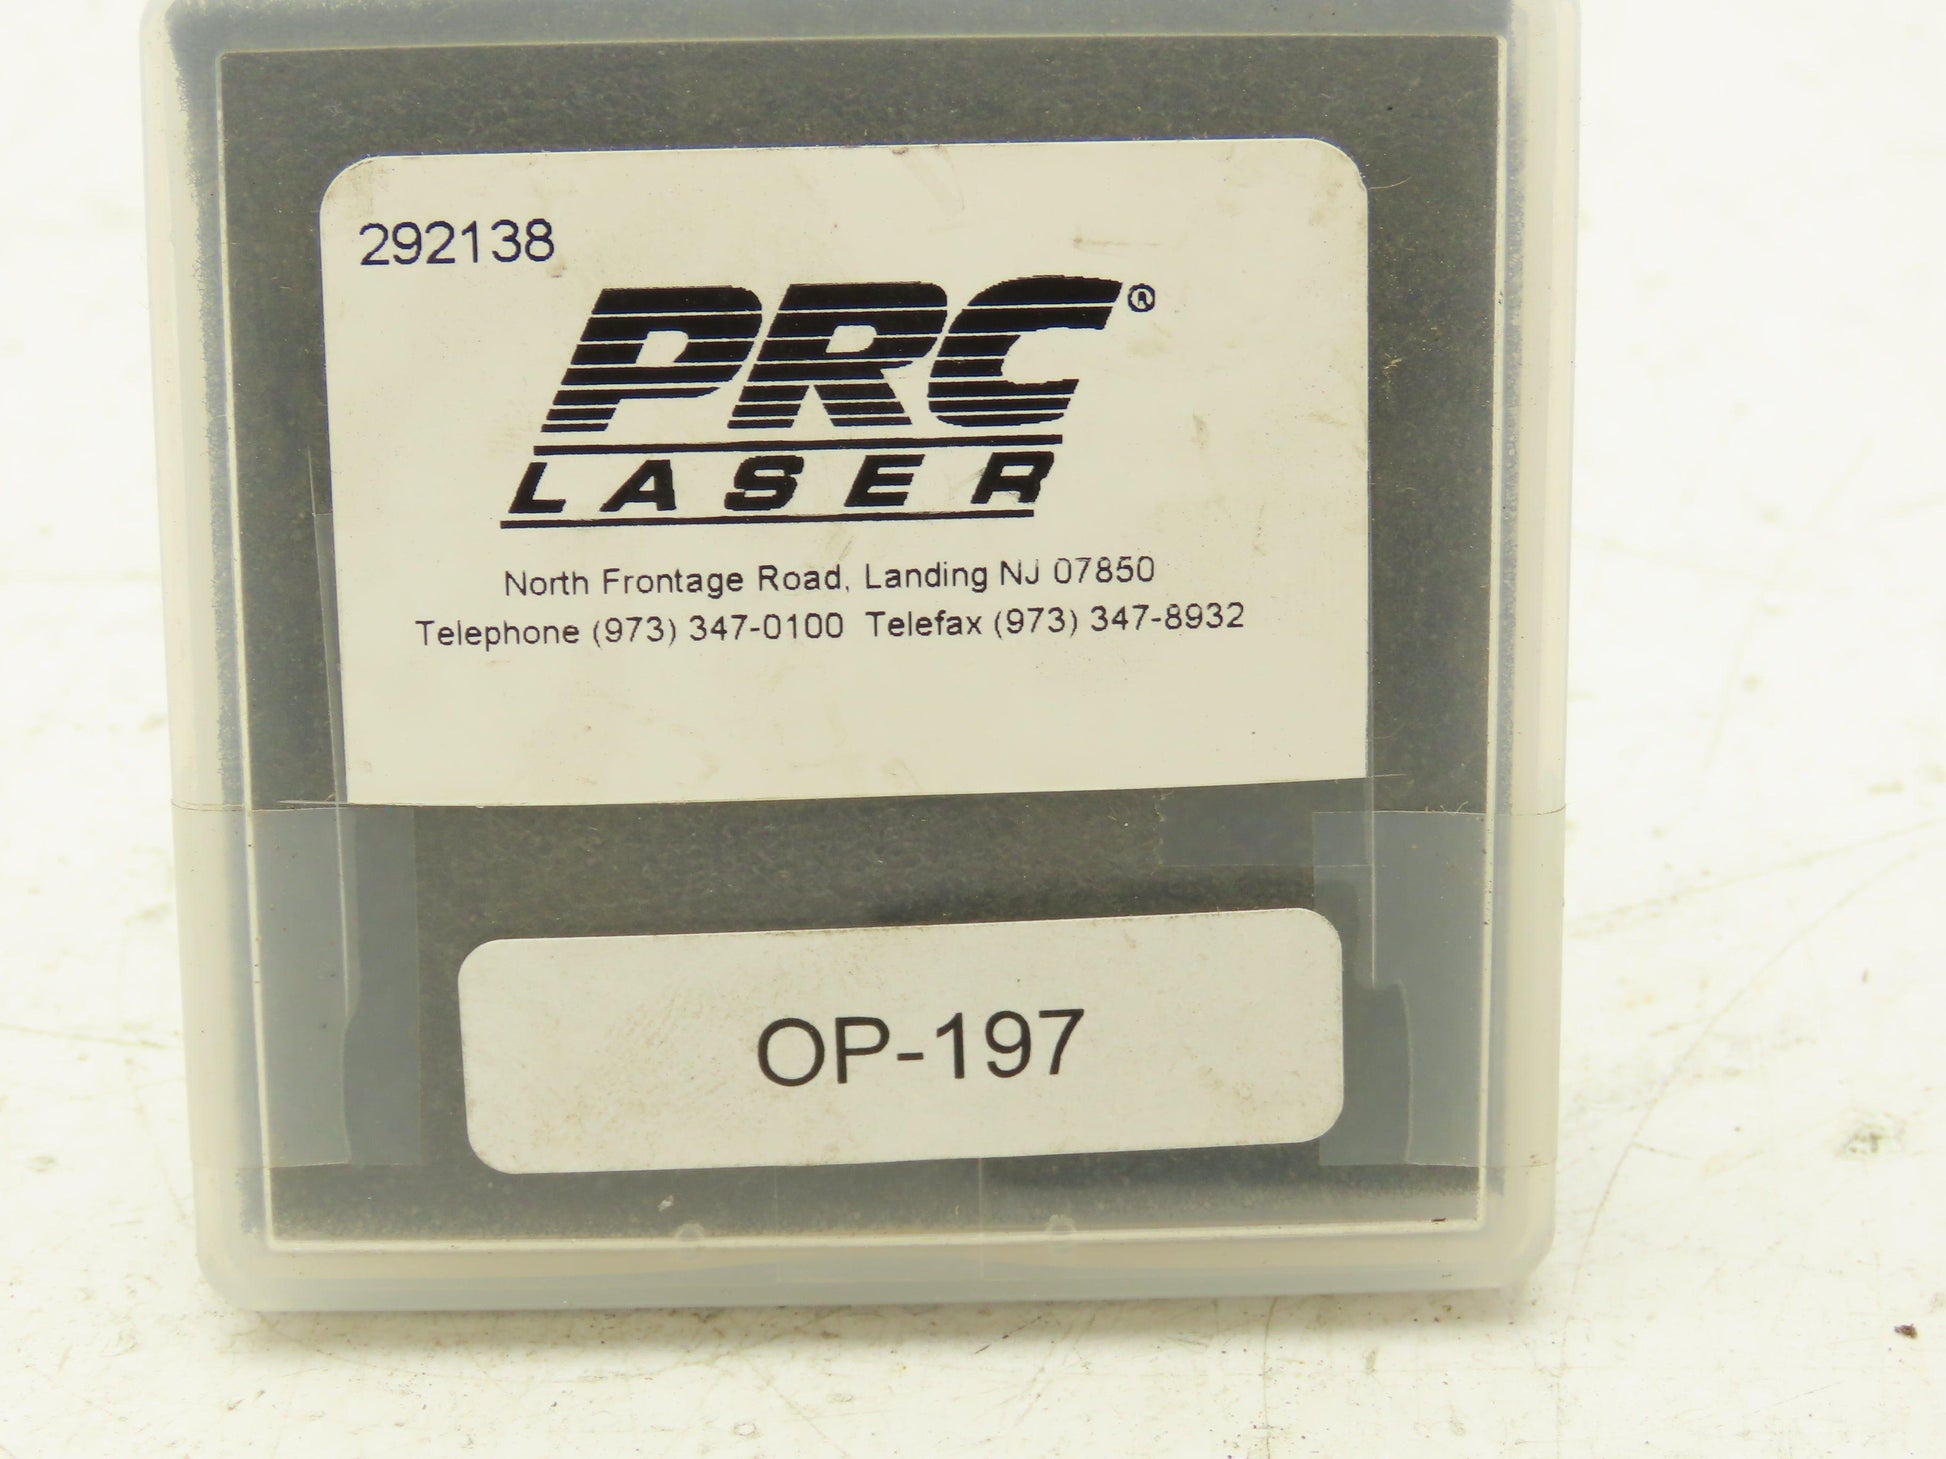 292138
PRC®
LASER
North Frontage Road, Landing NJ 07850
Telephone (973) 347-0100 Telefax (973) 347-8932
OP-197